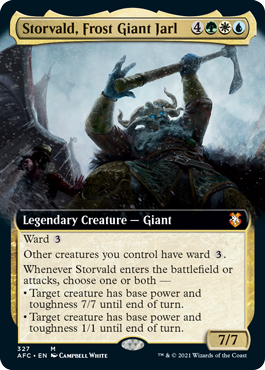 Storvald, Frost Giant Jarl 4
Legendary Creature — Giant
Ward 3
Other creatures you control have ward 3.
Whenever Storvald enters the battlefield or
attacks, choose one or both —
• Target creature has base power and
toughness 7/7 until end of turn.
• Target creature has base power and
toughness 1/1 until end of turn.
7/7
327 M
AFC • EN CAMPBELL WHITE
™ & © 2021 Wizards of the Coast